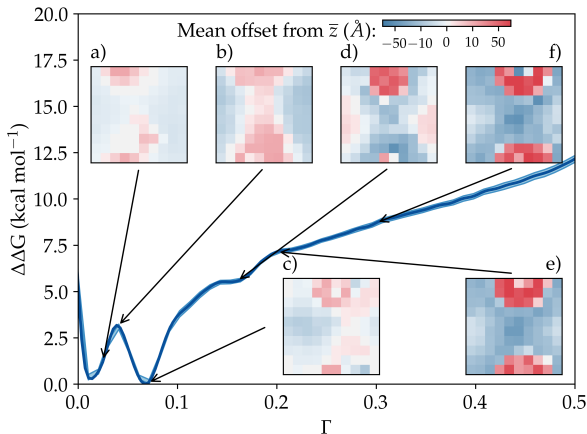 Mean offset from z̅ (Å):
−50 −10 0 10 50
a) b) d) f)
c) e)
20.0
17.5
15.0
12.5
10.0
7.5
5.0
2.5
0.0
ΔΔG (kcal mol⁻¹)
0.0 0.1 0.2 0.3 0.4 0.5
Γ